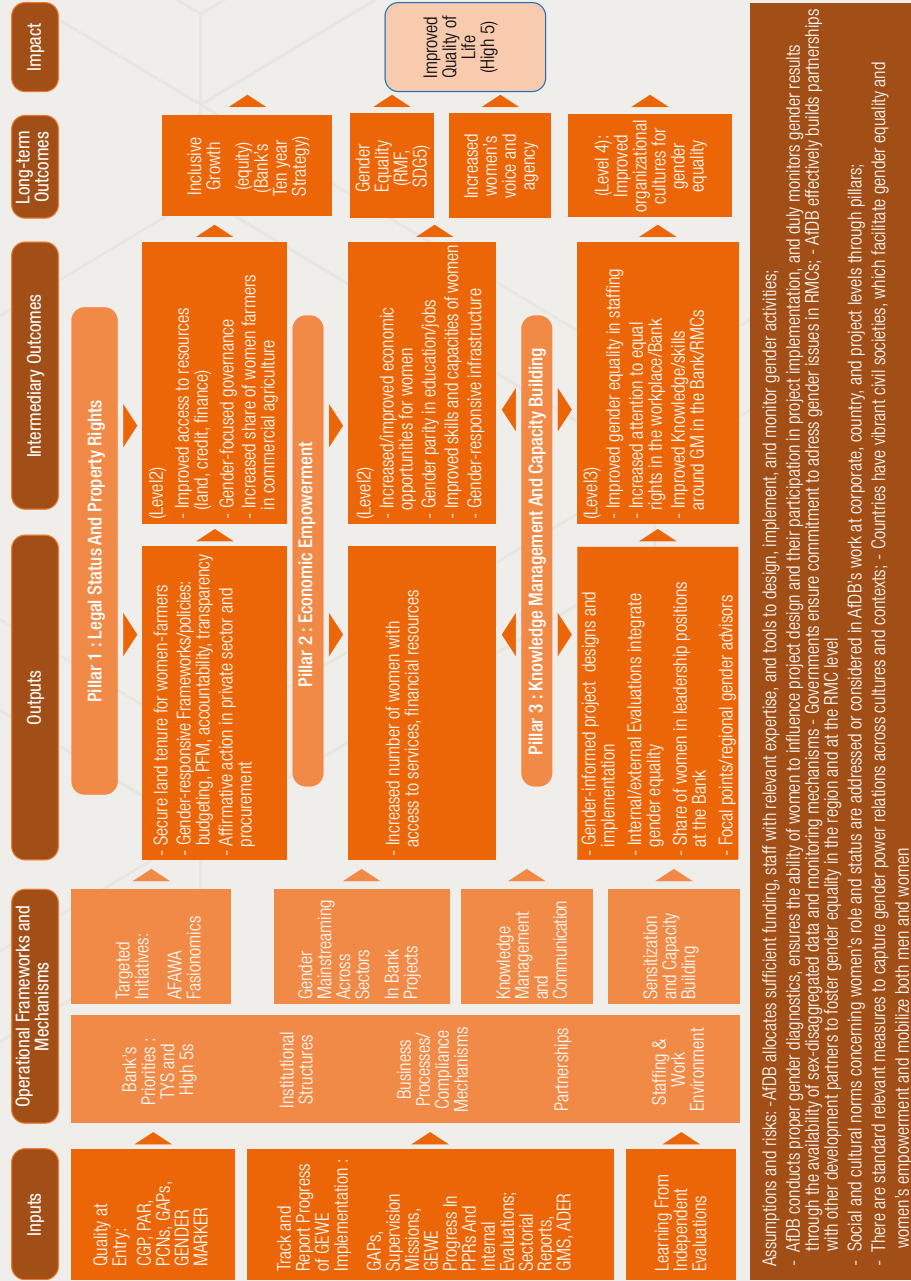 Inputs
Operational Frameworks and
Mechanisms
Outputs
Intermediary Outcomes
Long-term
Outcomes
Impact
Quality at
Entry:
CGP, PAR,
PCNs, GAPs,
GENDER
MARKER
Track and
Report Progress
of GEWE
Implementation :
GAPs,
Supervision
Missions,
GEWE
Progress In
PRs And
Internal
Evaluations;
Sectorial
Reports,
GMS, ADER
Learning From
Independent
Evaluations
Bank's
Priorities :
TYS and
High 5s
Institutional
Structures
Business
Processes/
Compliance
Mechanisms
Partnerships
Staffing &
Work
Environment
Targeted
Initiatives:
AFAWA
Fasionomics
Gender
Mainstreaming
Across
Sectors
In Bank
Projects
Knowledge
Management
and
Communication
Sensitization
and Capacity
Building
Pillar 1 : Legal Status And Property Rights
- Secure land tenure for women-farmers
- Gender-responsive Frameworks/policies:
budgeting, PFM, accountability, transparency
- Affirmative action in private sector and
procurement
(Level2)
- Improved access to resources
(land, credit, finance)
- Gender-focused governance
- Increased share of women farmers
in commercial agriculture
Pillar 2 : Economic Empowerment
- Increased number of women with
access to services, financial resources
(Level2)
- Increased/improved economic
opportunities for women
- Gender parity in education/jobs
- Improved skills and capacities of women
- Gender-responsive infrastructure
Pillar 3 : Knowledge Management And Capacity Building
- Gender-informed project designs and
implementation
- Internal/external Evaluations integrate
gender equality
- Share of women in leadership positions
at the Bank
- Focal points/regional gender advisors
(Level3)
- Improved gender equality in staffing
- Increased attention to equal
rights in the workplace/Bank
- Improved Knowledge/skills
around GM in the Bank/RMCs
Inclusive
Growth
(equity)
(Bank's
Ten year
Strategy)
Gender
Equality
(RMF,
SDG5)
Increased
women's
voice and
agency
(Level 4);
Improved
organizational
cultures for
gender
equality
Improved
Quality of
Life
(High 5)
Assumptions and risks: -AfDB allocates sufficient funding, staff with relevant expertise, and tools to design, implement, and monitor gender activities;
- AfDB conducts proper gender diagnostics, ensures the ability of women to influence project design and their participation in project implementation, and duly monitors gender results
through the availability of sex-disaggregated data and monitoring mechanisms - Governments ensure commitment to address gender issues in RMCs; - AfDB effectively builds partnerships
with other development partners to foster gender equality in the region and at the RMC level
- Social and cultural norms concerning women's role and status are addressed or considered in AfDB's work at corporate, country, and project levels through pillars;
- There are standard relevant measures to capture gender power relations across cultures and contexts; - Countries have vibrant civil societies, which facilitate gender equality and
women's empowerment and mobilize both men and women